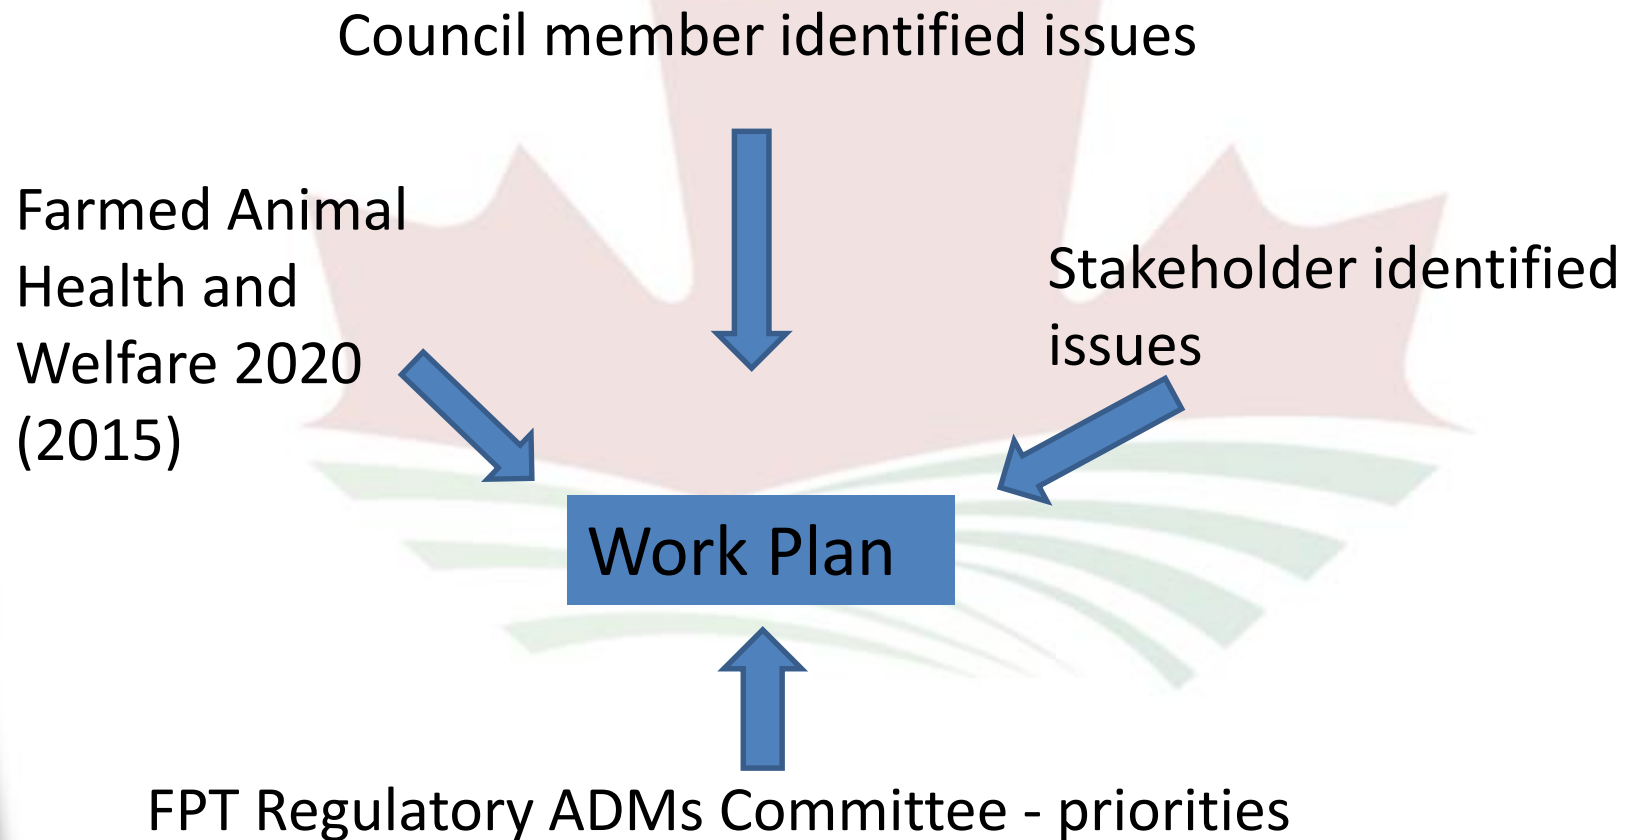 Council member identified issues
Farmed Animal
Health and
Welfare 2020
(2015)
Stakeholder identified
issues
Work Plan
FPT Regulatory ADMs Committee - priorities